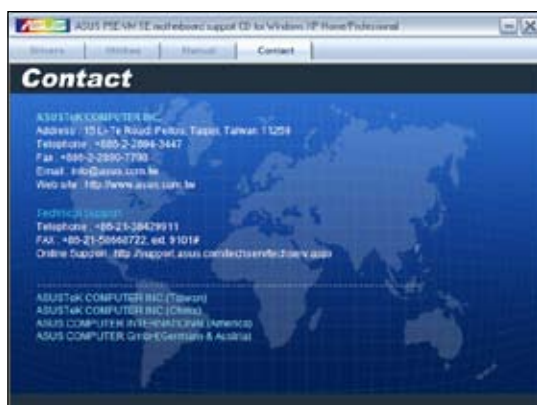 ASUS P5E-VM SE motherboard support CD for Windows XP Home/Professional
Drivers Utilities Manual Contact
Contact
ASUSTeK COMPUTER INC.
Address : 15 Li-Te Road, Peitou, Taipei, Taiwan 11259
Telephone : +886-2-2894-3447
Fax : +886-2-2890-7798
Email : info@asus.com.tw
Web site : http://www.asus.com.tw
Technical Support
Telephone : +86-21-38429911
FAX : +86-21-58668722, ext. 9101#
Online Support : http://support.asus.com/techserv/techserv.aspx
ASUSTeK COMPUTER INC.(Taiwan)
ASUSTeK COMPUTER INC.(China)
ASUS COMPUTER INTERNATIONAL(America)
ASUS COMPUTER GmbH(Germany & Austria)